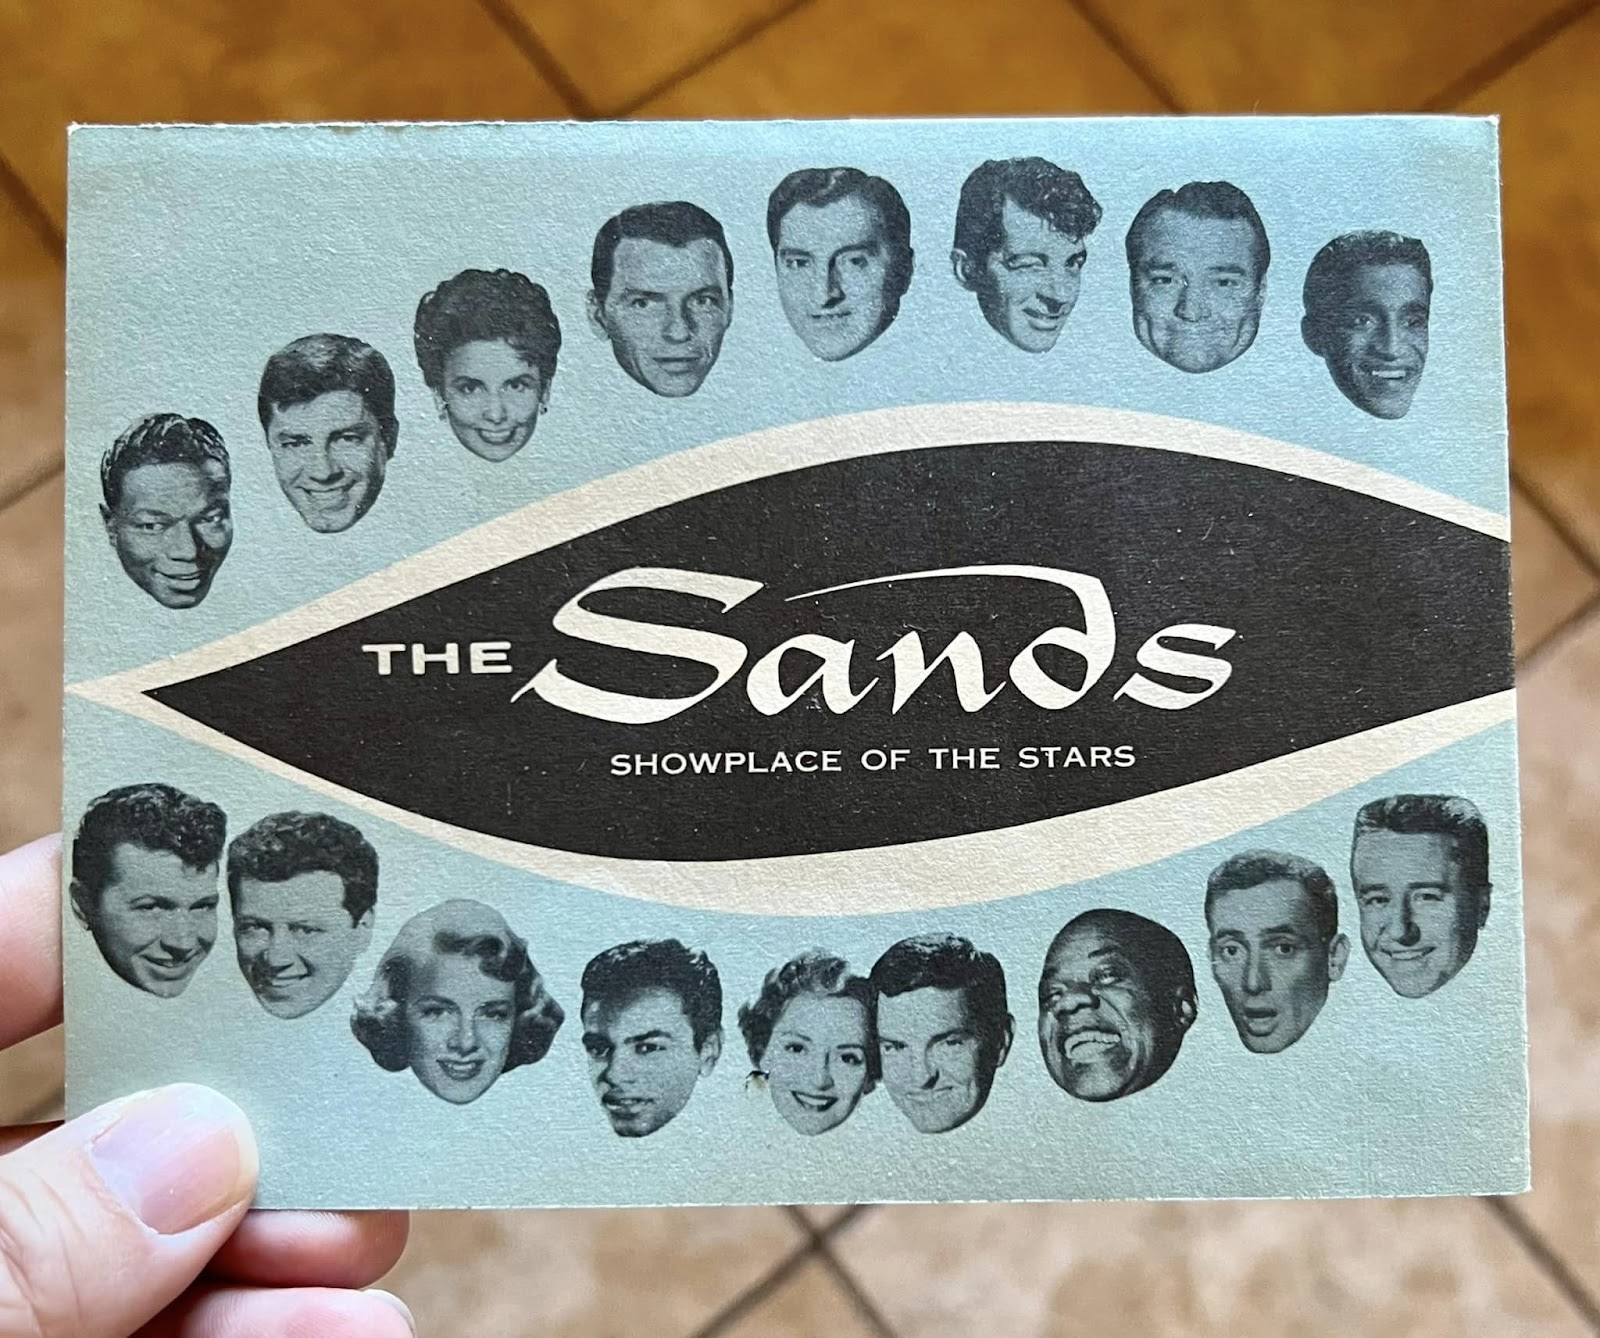 THE Sands
SHOWPLACE OF THE STARS